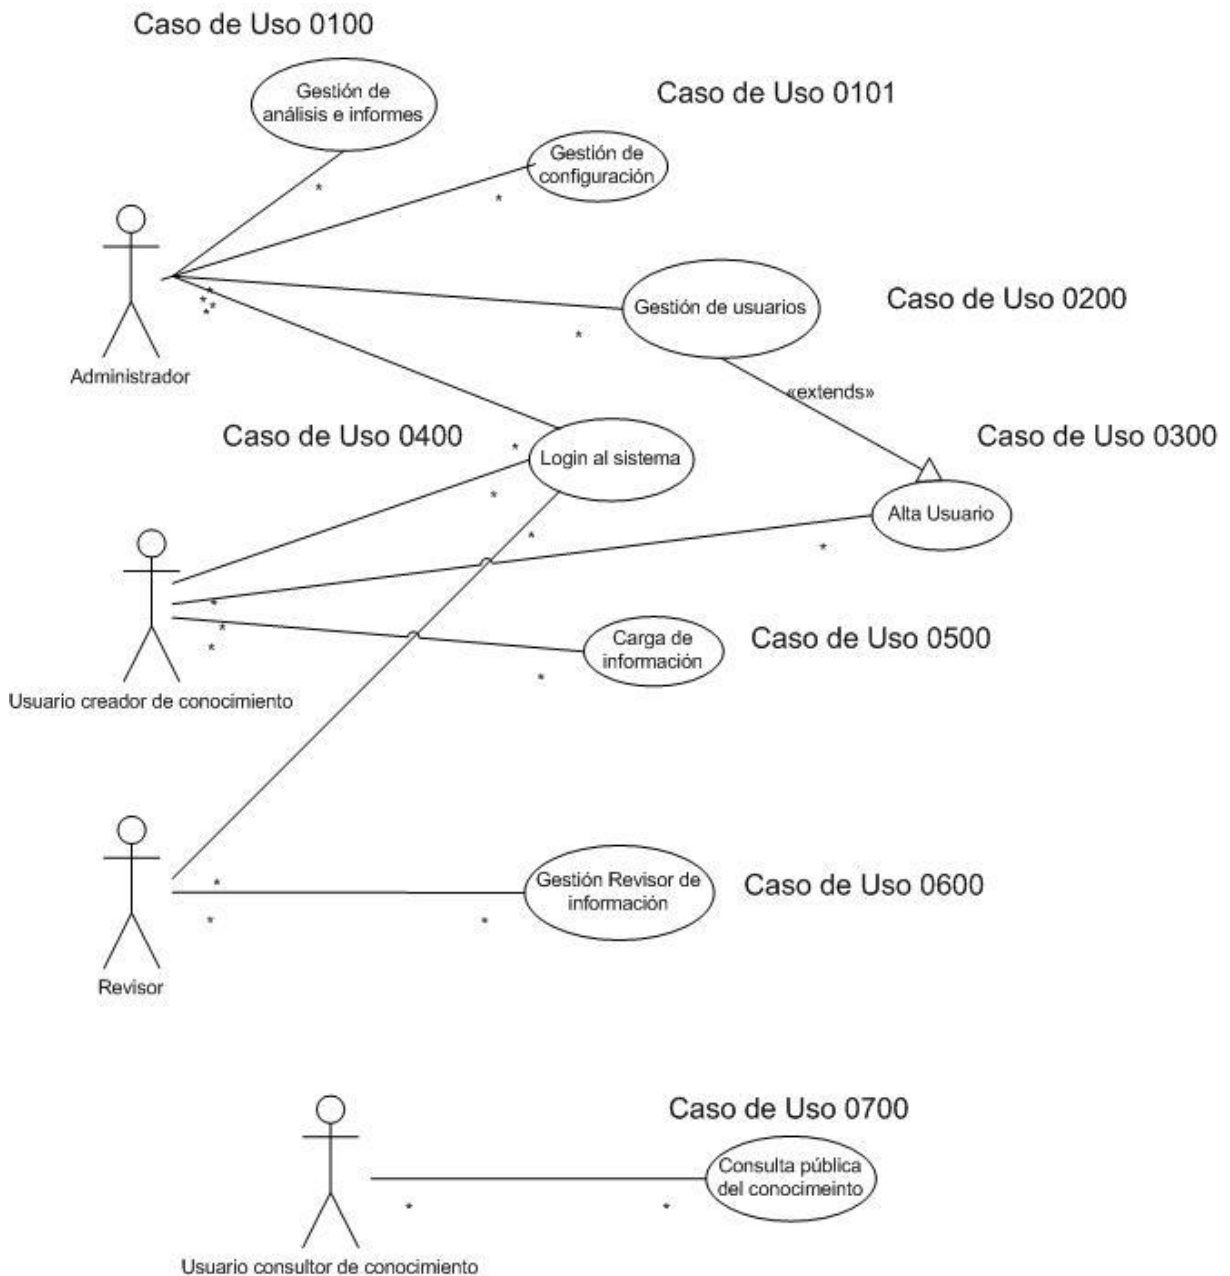 Caso de Uso 0100
Gestión de
análisis e informes
Caso de Uso 0101
Gestión de
configuración
*
*
Administrador
*
*
*
*
Gestión de usuarios
Caso de Uso 0200
*
«extends»
Caso de Uso 0400
*
Login al sistema
Caso de Uso 0300
*
*
Alta Usuario
*
Usuario creador de conocimiento
*
*
*
Carga de
información
Caso de Uso 0500
*
Revisor
*
*
*
Gestión Revisor de
información
Caso de Uso 0600
Caso de Uso 0700
Consulta pública
del conocimeinto
*
*
Usuario consultor de conocimiento